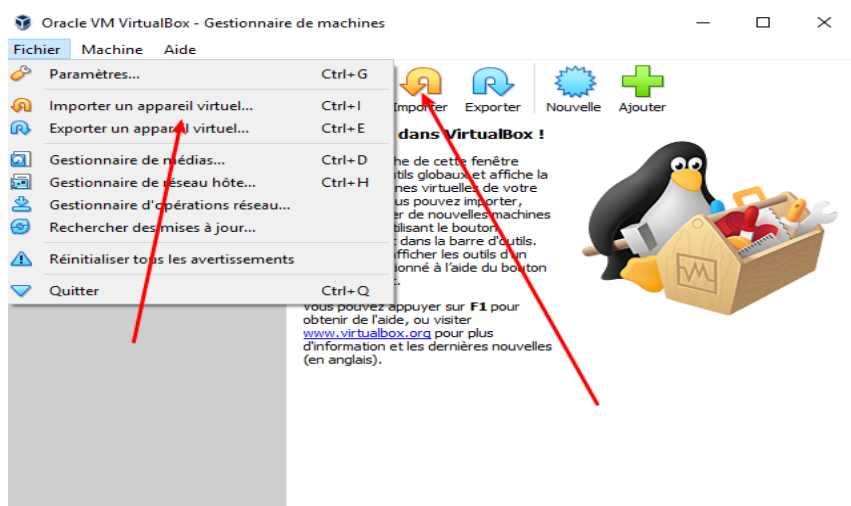 Oracle VM VirtualBox - Gestionnaire de machines
Fichier Machine Aide
Paramètres... Ctrl+G
Importer un appareil virtuel... Ctrl+I
Exporter un appareil virtuel... Ctrl+E
Gestionnaire de médias... Ctrl+D
Gestionnaire de réseau hôte... Ctrl+H
Gestionnaire d'opérations réseau...
Rechercher des mises à jour...
Réinitialiser tous les avertissements
Quitter Ctrl+Q
Importer Exporter Nouvelle Ajouter
dans VirtualBox !
he de cette fenêtre
tils globaux et affiche la
nes virtuelles de votre
us pouvez importer,
er de nouvelles machines
tilisant le bouton
dans la barre d'outils.
afficher les outils d'un
ionné à l'aide du bouton
Vous pouvez appuyer sur F1 pour
obtenir de l'aide, ou visiter
www.virtualbox.org pour plus
d'information et les dernières nouvelles
(en anglais).